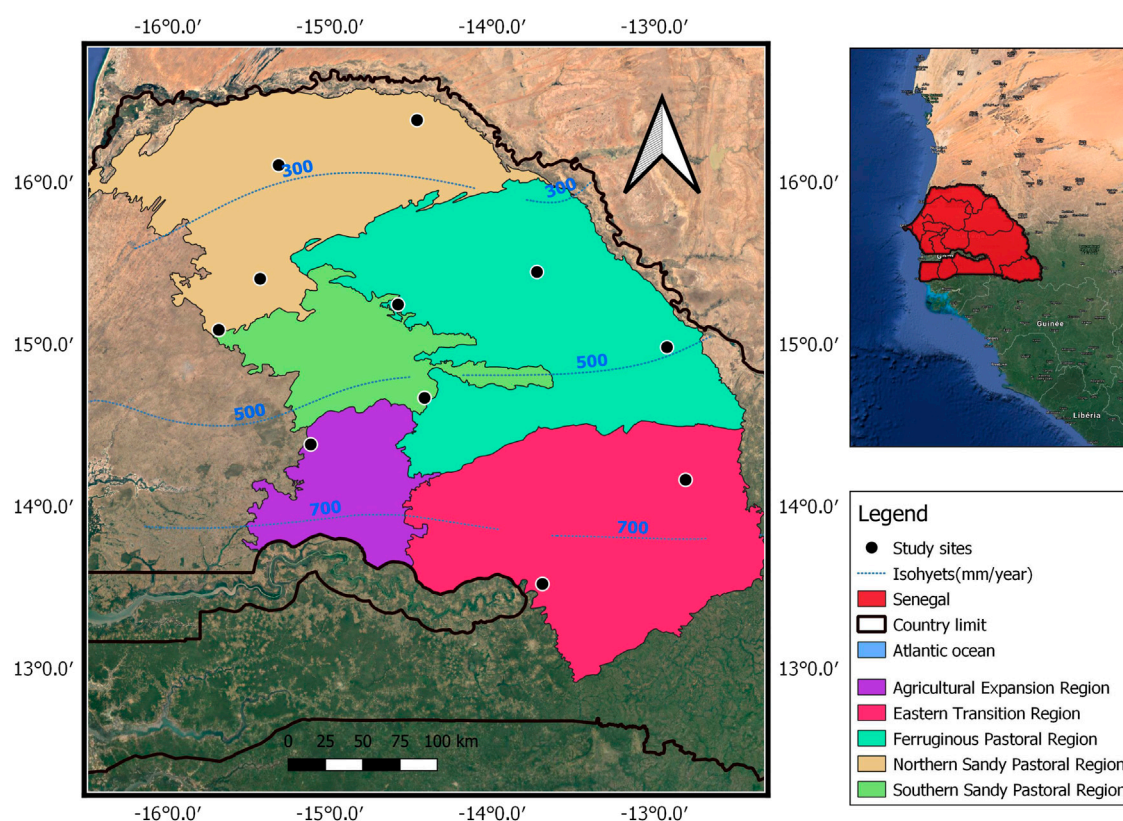 -16°0.0′ -15°0.0′ -14°0.0′ -13°0.0′
16°0.0′
15°0.0′
14°0.0′
13°0.0′
300
300
500
500
700
700
0 25 50 75 100 km
16°0.0′
15°0.0′
14°0.0′
13°0.0′
-16°0.0′ -15°0.0′ -14°0.0′ -13°0.0′
Guinée
Libéria
Legend
Study sites
Isohyets(mm/year)
Senegal
Country limit
Atlantic ocean
Agricultural Expansion Region
Eastern Transition Region
Ferruginous Pastoral Region
Northern Sandy Pastoral Region
Southern Sandy Pastoral Region